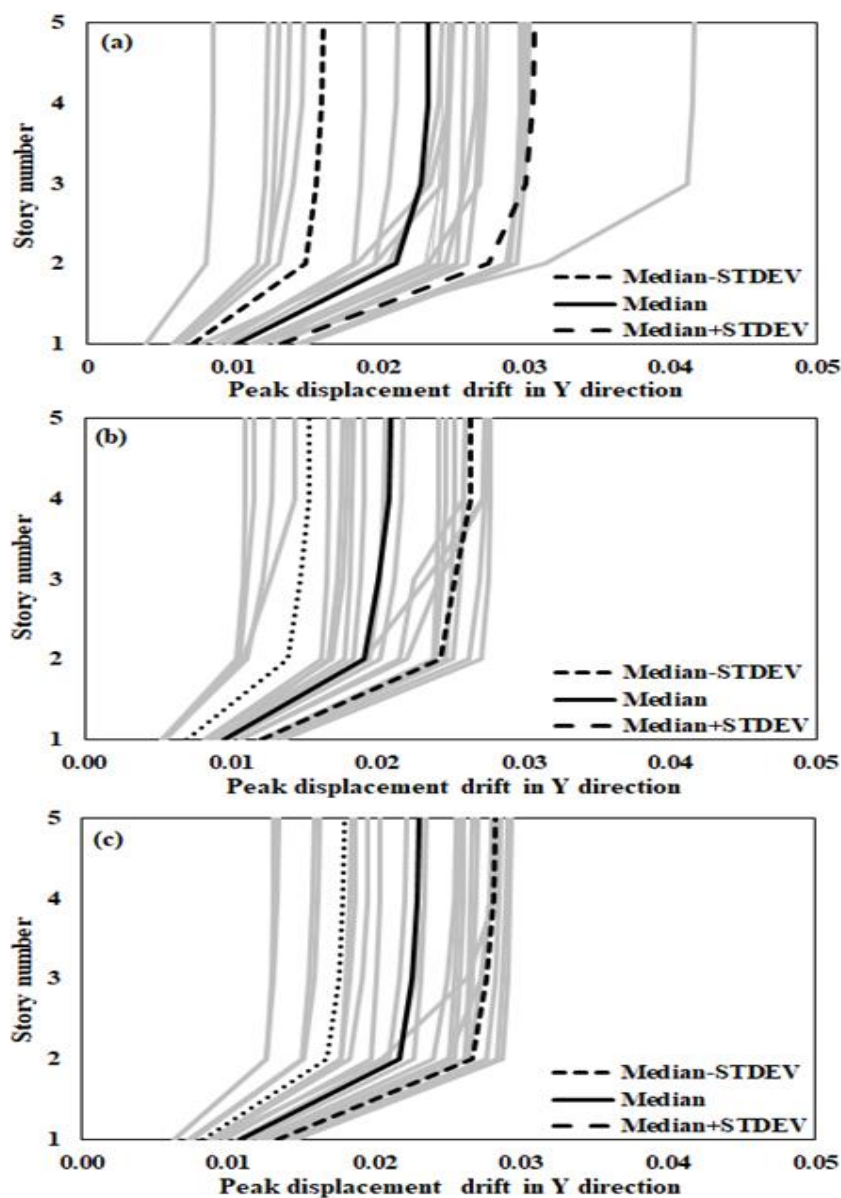 5
(a)
4
Story number
3
2
Median-STDEV
Median
1
Median+STDEV
0 0.01 0.02 0.03 0.04 0.05
Peak displacement drift in Y direction
5
(b)
4
Story number
3
2
Median-STDEV
Median
1
Median+STDEV
0.00 0.01 0.02 0.03 0.04 0.05
Peak displacement drift in Y direction
5
(c)
4
Story number
3
2
Median-STDEV
Median
1
Median+STDEV
0.00 0.01 0.02 0.03 0.04 0.05
Peak displacement drift in Y direction